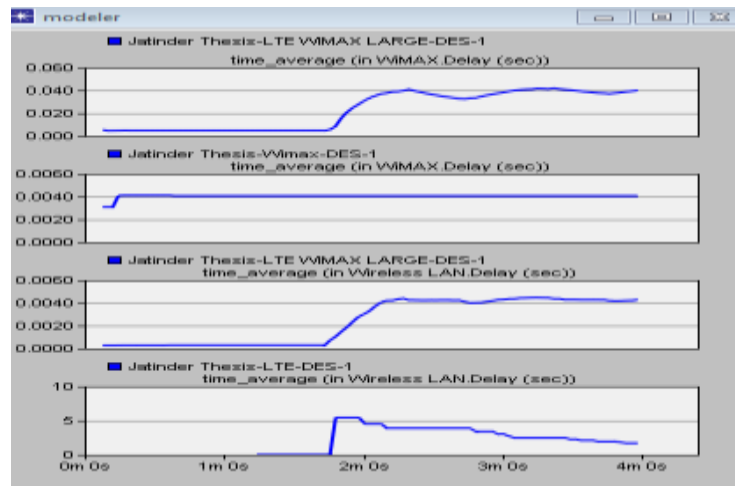 modeler
Jatinder Thesis-LTE WiMAX LARGE-DES-1
time_average (in WiMAX.Delay (sec))
0.060
0.040
0.020
0.000
Jatinder Thesis-Wimax-DES-1
time_average (in WiMAX.Delay (sec))
0.0060
0.0040
0.0020
0.0000
Jatinder Thesis-LTE WiMAX LARGE-DES-1
time_average (in Wireless LAN.Delay (sec))
0.0060
0.0040
0.0020
0.0000
Jatinder Thesis-LTE-DES-1
time_average (in Wireless LAN.Delay (sec))
10
5
0
0m 0s 1m 0s 2m 0s 3m 0s 4m 0s